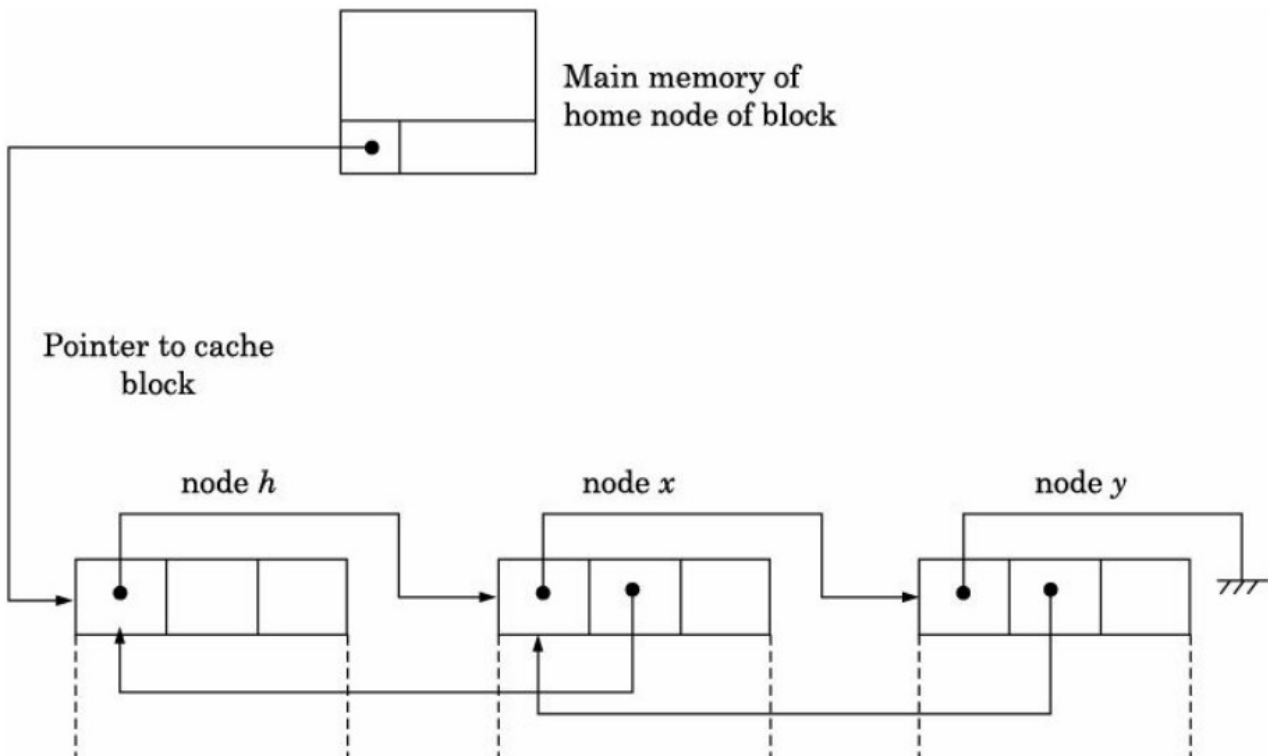 Main memory of
home node of block
Pointer to cache
block
node h
node x
node y